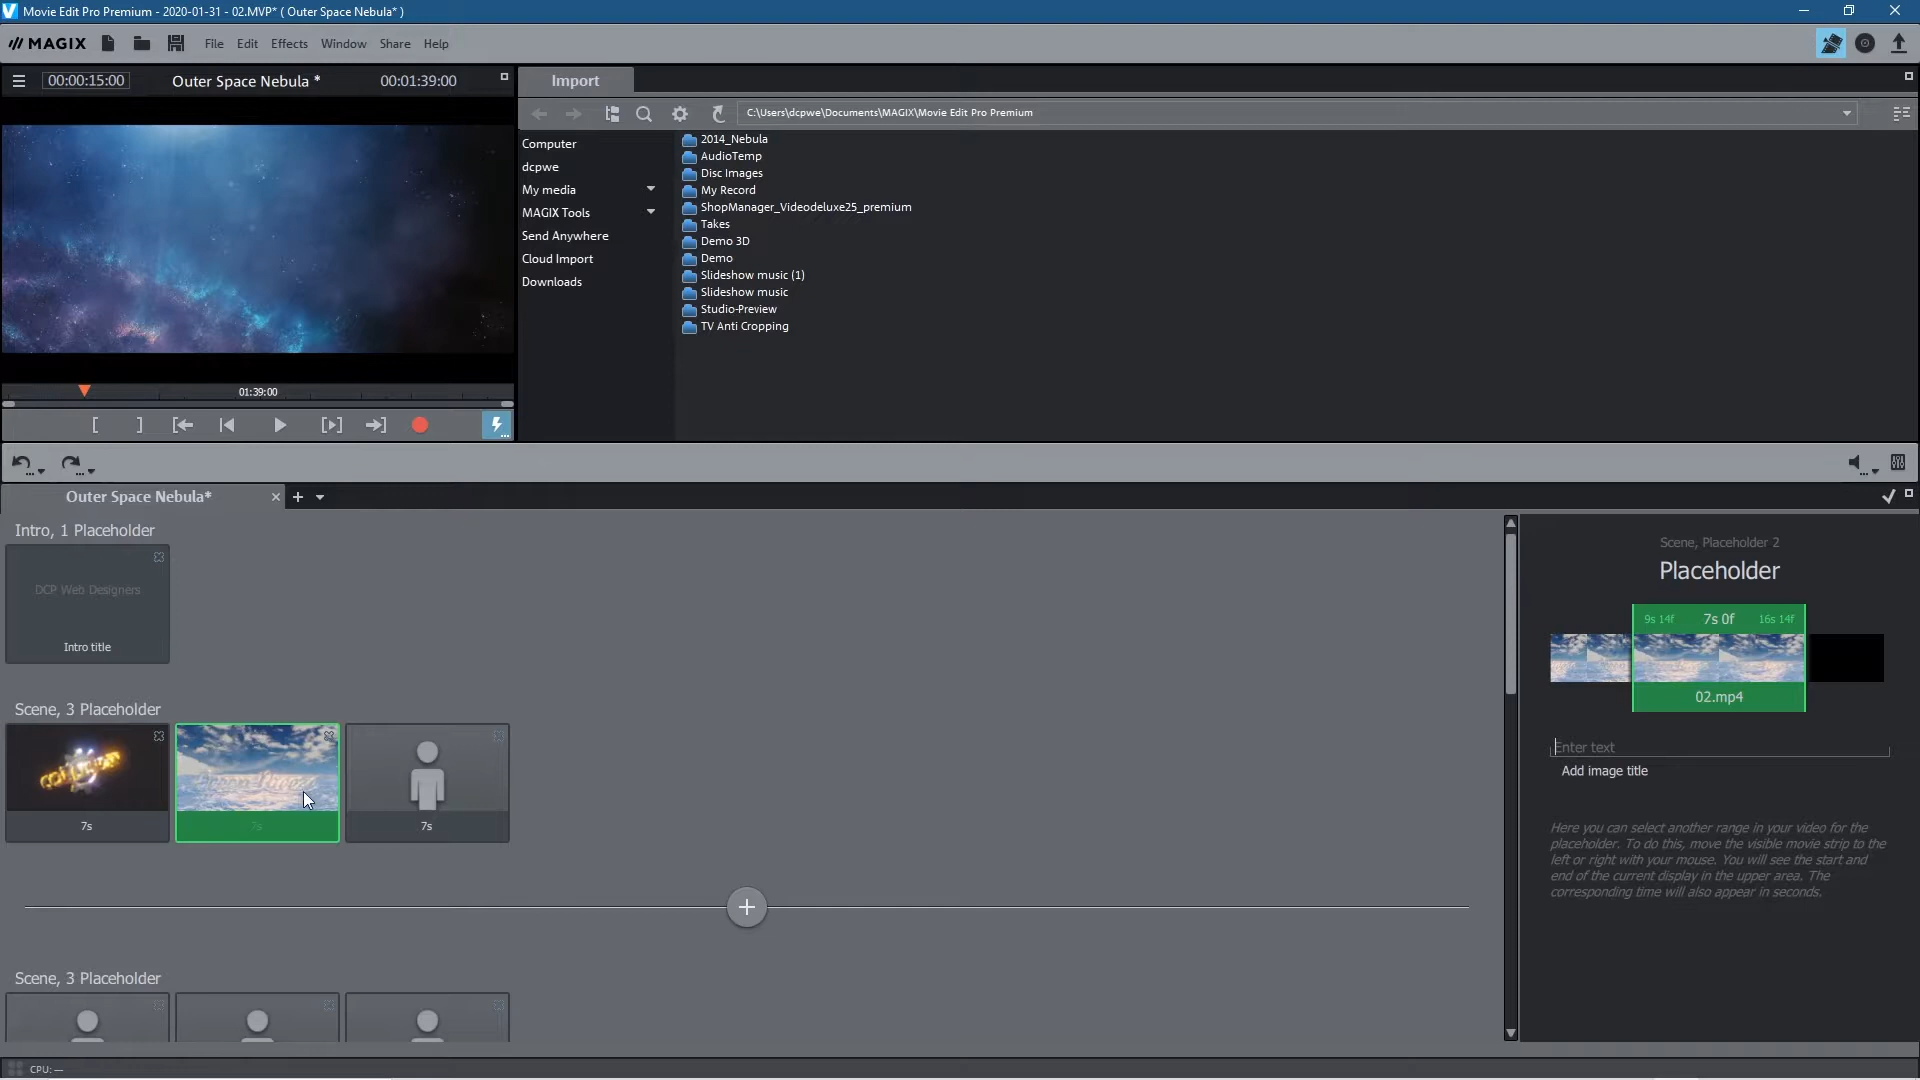 Movie Edit Pro Premium - 2020-01-31 - 02.MVP* ( Outer Space Nebula* )
MAGIX File Edit Effects Window Share Help
00:00:15:00 Outer Space Nebula * 00:01:39:00
Import
C:\Users\dcpwe\Documents\MAGIX\Movie Edit Pro Premium
Computer
dcpwe
My media
MAGIX Tools
Send Anywhere
Cloud Import
Downloads
2014_Nebula
AudioTemp
Disc Images
My Record
ShopManager_Videodeluxe25_premium
Takes
Demo 3D
Demo
Slideshow music (1)
Slideshow music
Studio-Preview
TV Anti Cropping
01:39:00
Outer Space Nebula*
Intro, 1 Placeholder
DCP Web Designers
Intro title
Scene, 3 Placeholder
7s 7s 7s
Scene, 3 Placeholder
Scene, Placeholder 2
Placeholder
9s 14f 7s 0f 16s 14f
02.mp4
Enter text
Add image title
Here you can select another range in your video for the
placeholder. To do this, move the visible movie strip to the
left or right with your mouse. You will see the start and
end of the current display in the upper area. The
corresponding time will also appear in seconds.
CPU: —